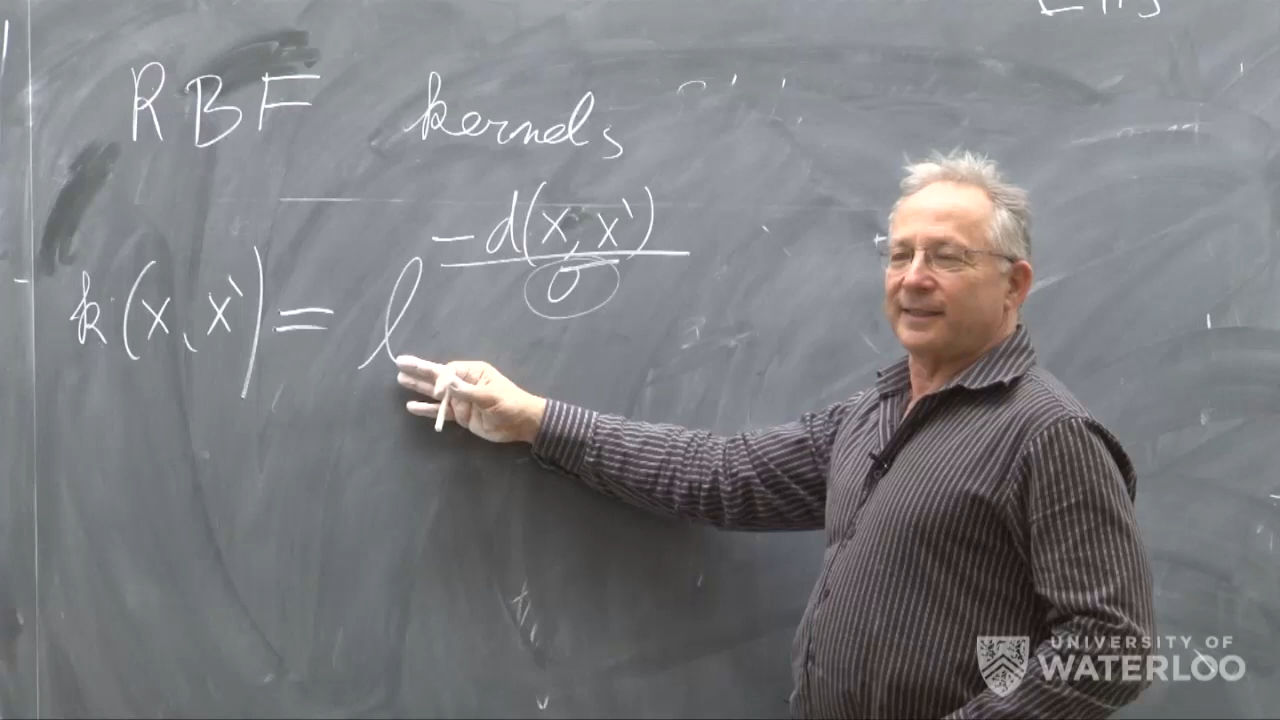 RBF kernels
k(x, x') = e^{-d(x, x')/σ}
UNIVERSITY OF
WATERLOO